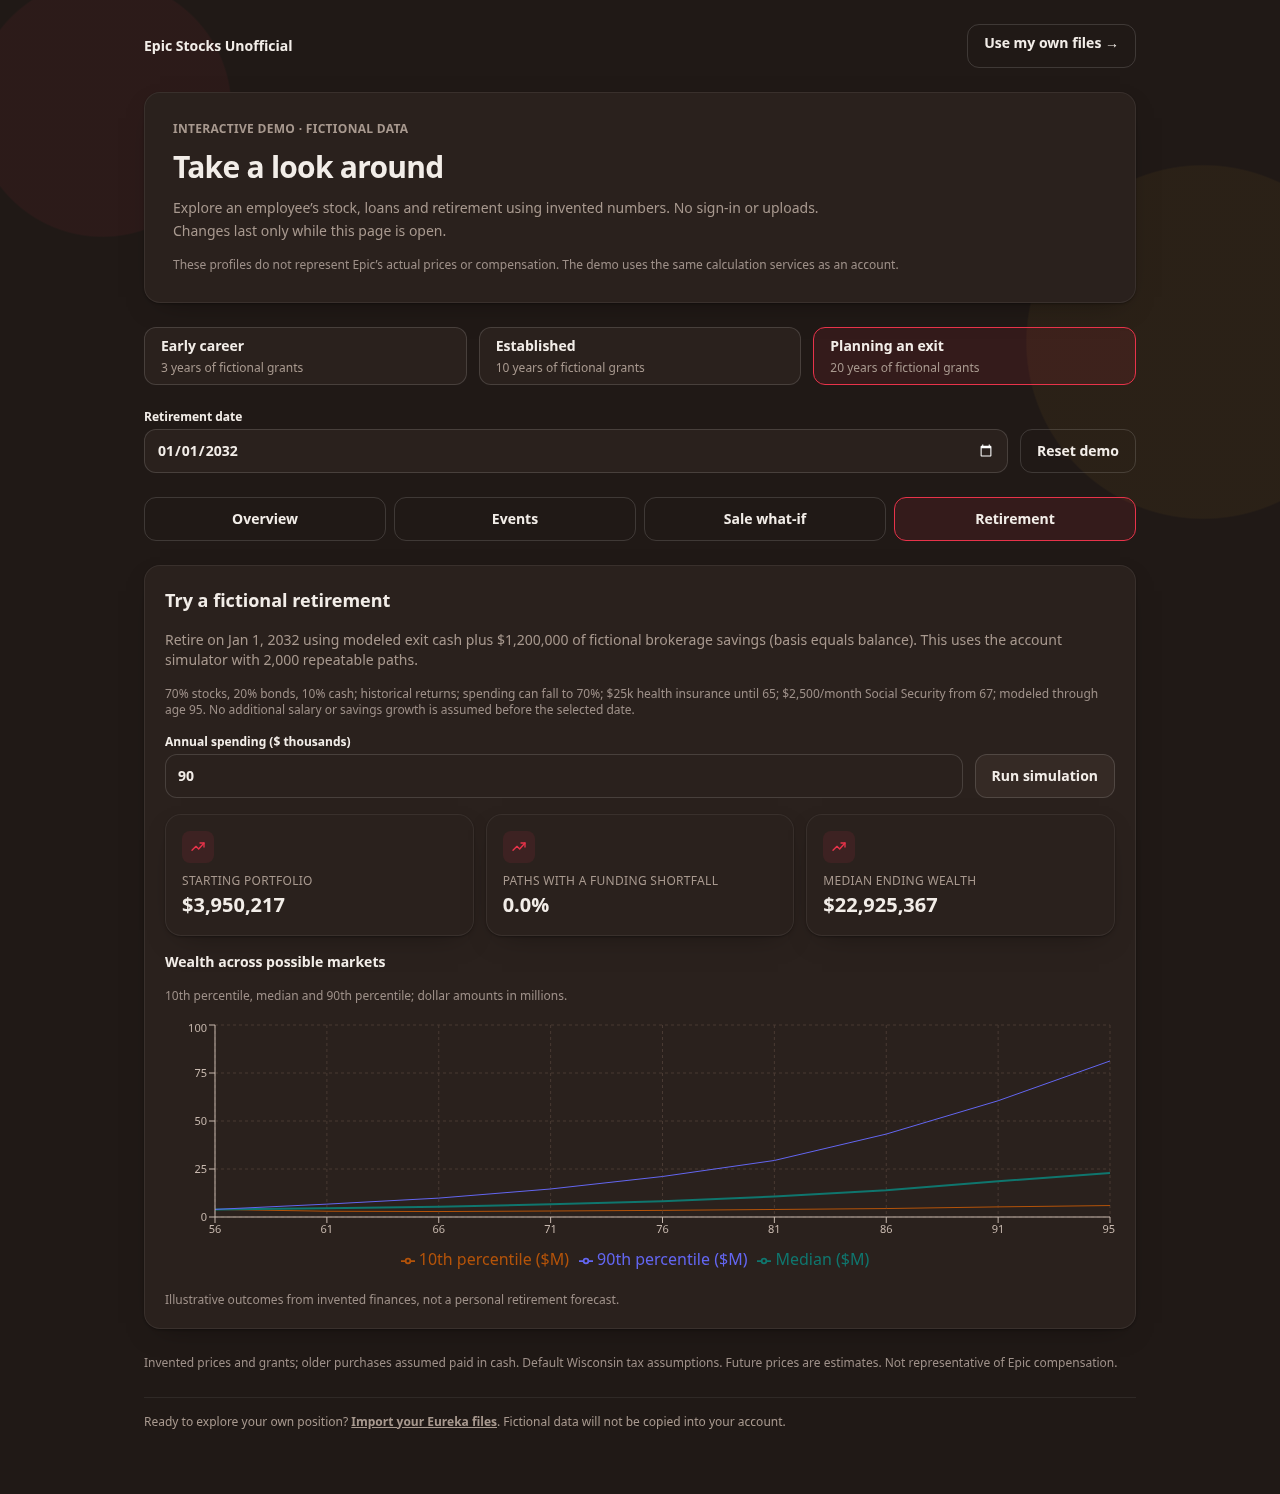 Epic Stocks Unofficial
Use my own files →
INTERACTIVE DEMO · FICTIONAL DATA
Take a look around
Explore an employee’s stock, loans and retirement using invented numbers. No sign-in or uploads.
Changes last only while this page is open.
These profiles do not represent Epic’s actual prices or compensation. The demo uses the same calculation services as an account.
Early career
3 years of fictional grants
Established
10 years of fictional grants
Planning an exit
20 years of fictional grants
Retirement date
01/01/2032
Reset demo
Overview
Events
Sale what-if
Retirement
Try a fictional retirement
Retire on Jan 1, 2032 using modeled exit cash plus $1,200,000 of fictional brokerage savings (basis equals balance). This uses the account
simulator with 2,000 repeatable paths.
70% stocks, 20% bonds, 10% cash; historical returns; spending can fall to 70%; $25k health insurance until 65; $2,500/month Social Security from 67; modeled through
age 95. No additional salary or savings growth is assumed before the selected date.
Annual spending ($ thousands)
90
Run simulation
STARTING PORTFOLIO
$3,950,217
PATHS WITH A FUNDING SHORTFALL
0.0%
MEDIAN ENDING WEALTH
$22,925,367
Wealth across possible markets
10th percentile, median and 90th percentile; dollar amounts in millions.
100
75
50
25
0
56 61 66 71 76 81 86 91 95
10th percentile ($M) 90th percentile ($M) Median ($M)
Illustrative outcomes from invented finances, not a personal retirement forecast.
Invented prices and grants; older purchases assumed paid in cash. Default Wisconsin tax assumptions. Future prices are estimates. Not representative of Epic compensation.
Ready to explore your own position? Import your Eureka files. Fictional data will not be copied into your account.